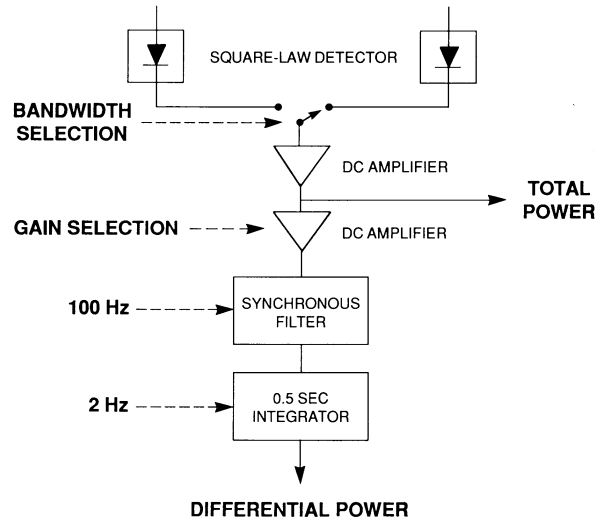 SQUARE-LAW DETECTOR
BANDWIDTH
SELECTION
DC AMPLIFIER
TOTAL
POWER
GAIN SELECTION
DC AMPLIFIER
100 Hz
SYNCHRONOUS
FILTER
2 Hz
0.5 SEC
INTEGRATOR
DIFFERENTIAL POWER